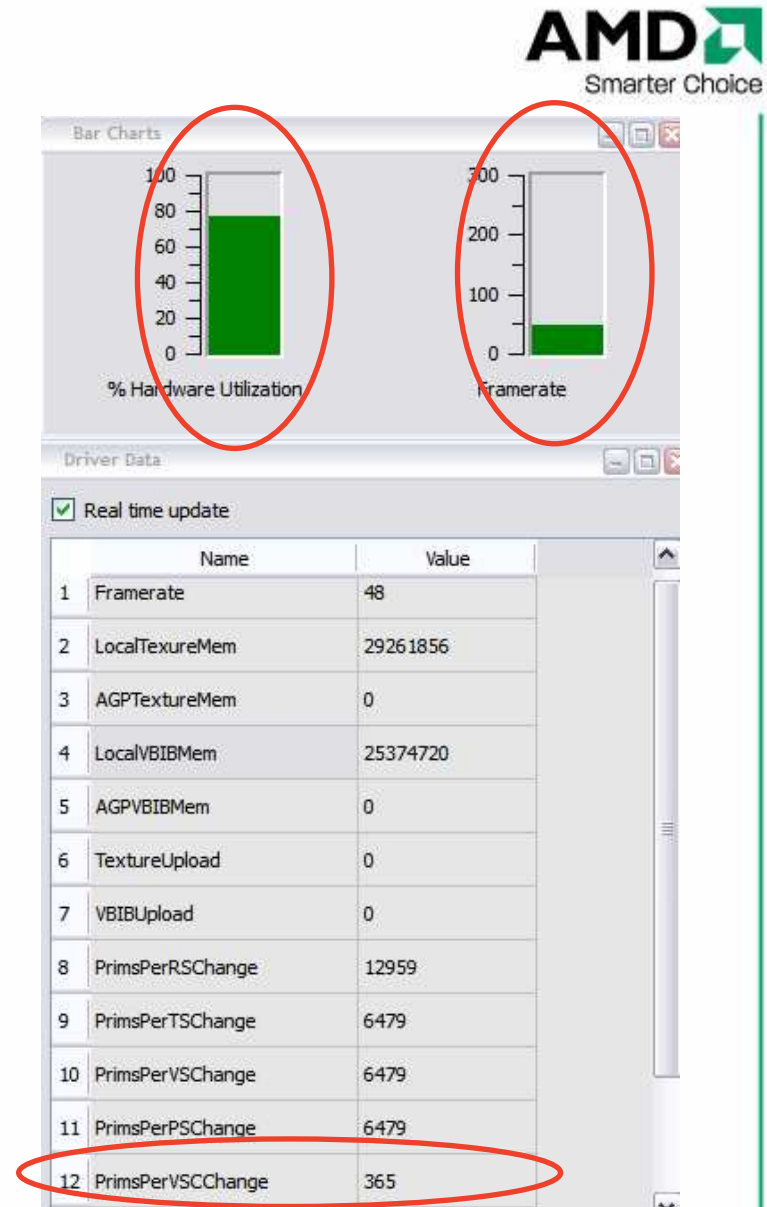 AMD
Smarter Choice
Bar Charts
100
80
60
40
20
0
% Hardware Utilization
300
200
100
0
Framerate
Driver Data
Real time update
Name Value
1 Framerate 48
2 LocalTexureMem 29261856
3 AGPTextureMem 0
4 LocalVBIBMem 25374720
5 AGPVBIBMem 0
6 TextureUpload 0
7 VBIBUpload 0
8 PrimsPerRSChange 12959
9 PrimsPerTSChange 6479
10 PrimsPerVSChange 6479
11 PrimsPerPSChange 6479
12 PrimsPerVSCChange 365